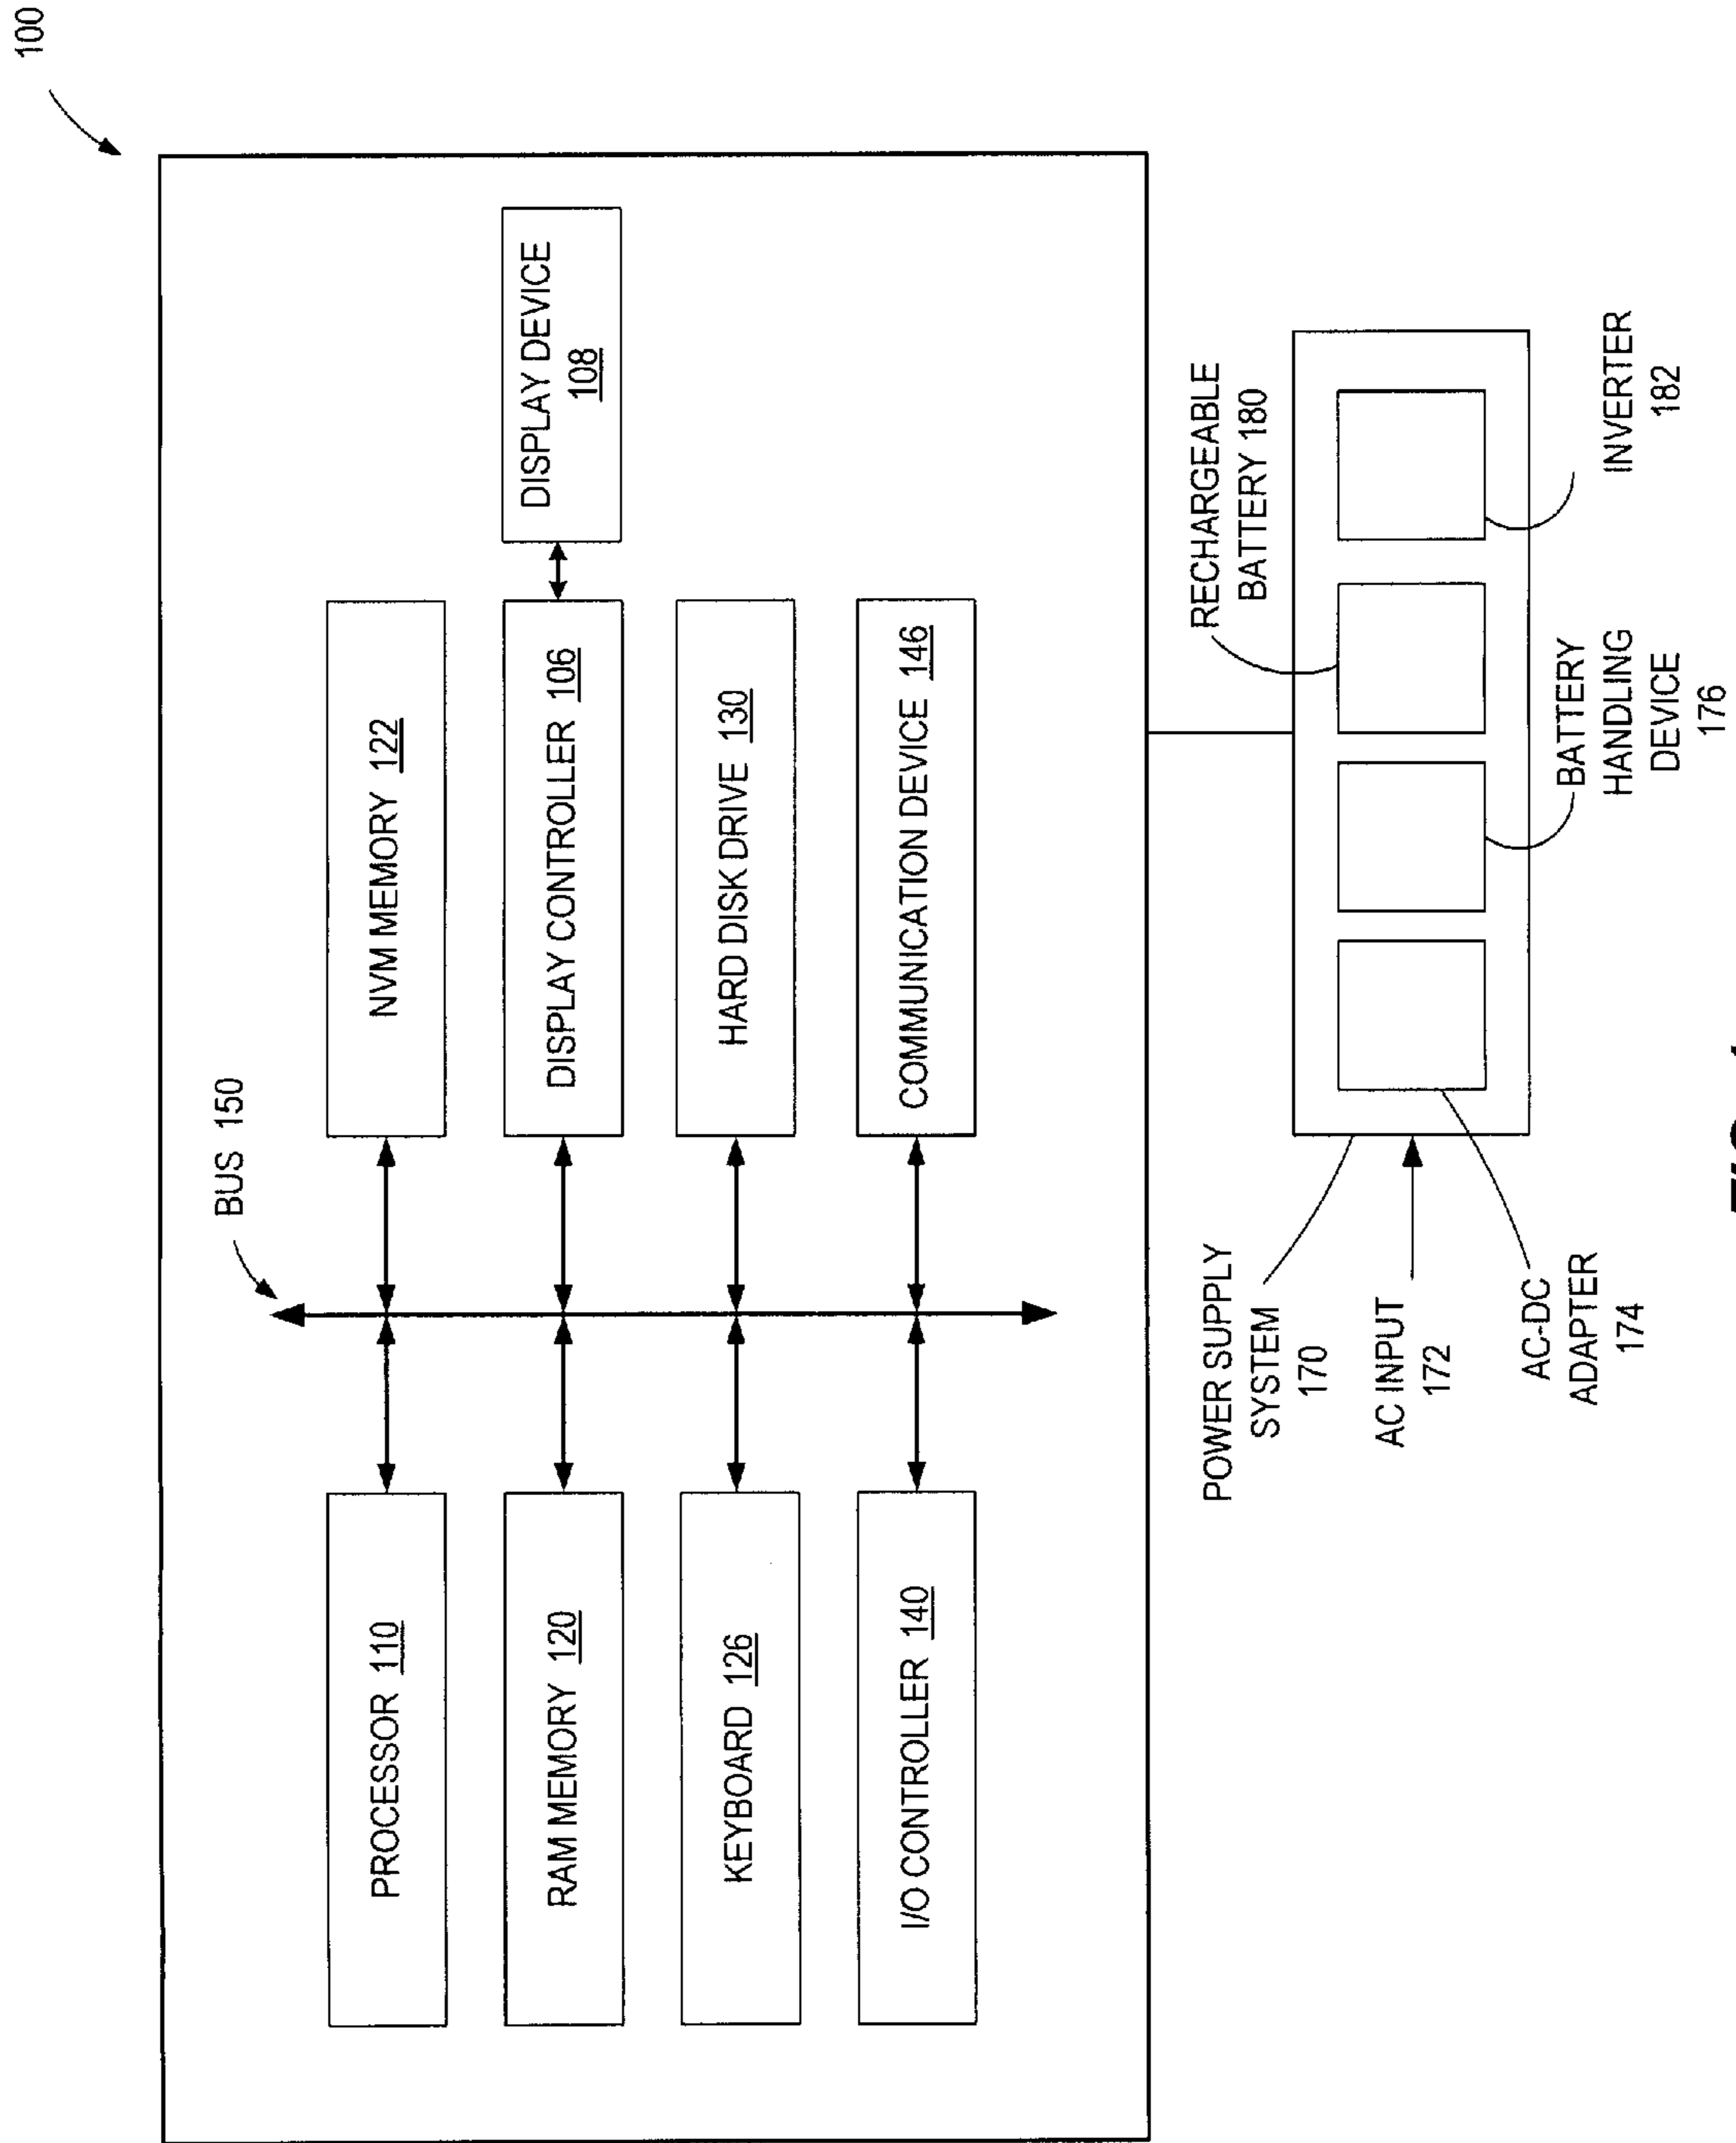 100
BUS 150
PROCESSOR 110
NVM MEMORY 122
RAM MEMORY 120
DISPLAY CONTROLLER 106
DISPLAY DEVICE
108
KEYBOARD 126
HARD DISK DRIVE 130
I/O CONTROLLER 140
COMMUNICATION DEVICE 146
POWER SUPPLY
SYSTEM
170
AC INPUT
172
AC-DC
ADAPTER
174
RECHARGEABLE
BATTERY 180
BATTERY
HANDLING
DEVICE
176
INVERTER
182